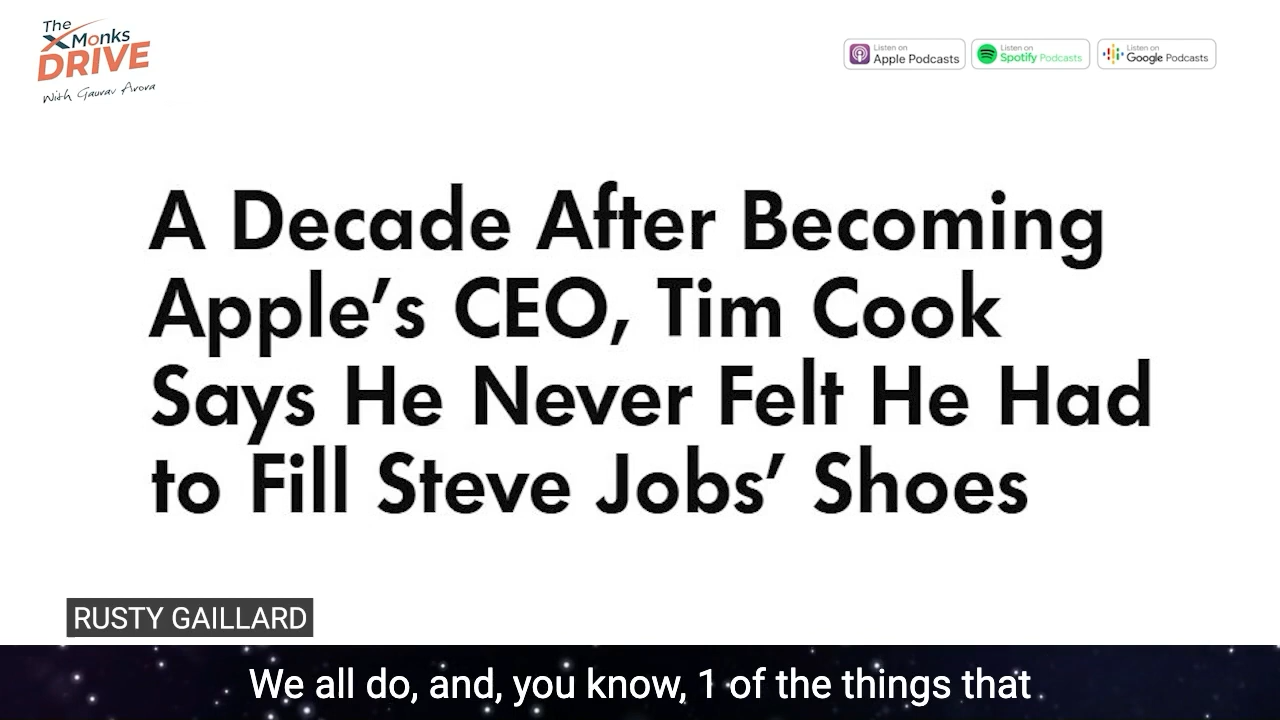 The
XMonks
DRIVE
With Gaurav Arora
Listen on
Apple Podcasts
Listen on
Spotify Podcasts
Listen on
Google Podcasts
A Decade After Becoming
Apple’s CEO, Tim Cook
Says He Never Felt He Had
to Fill Steve Jobs’ Shoes
RUSTY GAILLARD
We all do, and, you know, 1 of the things that